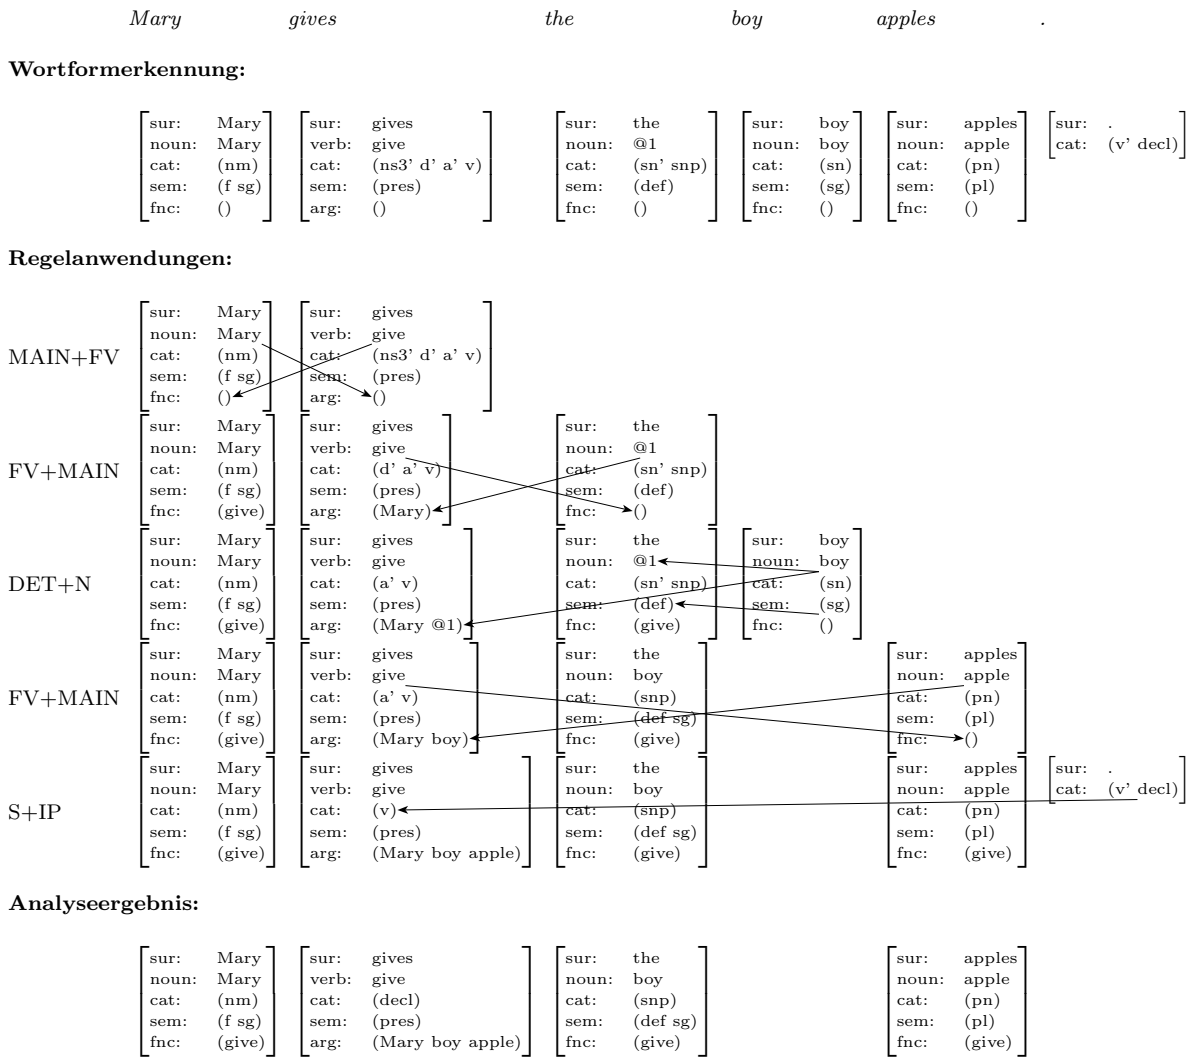 Mary gives the boy apples .
Wortformerkennung:
sur: Mary sur: gives sur: the sur: boy sur: apples sur: .
noun: Mary verb: give noun: @1 noun: boy noun: apple cat: (v' decl)
cat: (nm) cat: (ns3' d' a' v) cat: (sn' snp) cat: (sn) cat: (pn)
sem: (f sg) sem: (pres) sem: (def) sem: (sg) sem: (pl)
fnc: () arg: () fnc: () fnc: () fnc: ()
Regelanwendungen:
sur: Mary sur: gives
noun: Mary verb: give
MAIN+FV cat: (nm) cat: (ns3' d' a' v)
sem: (f sg) sem: (pres)
fnc: () arg: ()
sur: Mary sur: gives sur: the
noun: Mary verb: give noun: @1
FV+MAIN cat: (nm) cat: (d' a' v) cat: (sn' snp)
sem: (f sg) sem: (pres) sem: (def)
fnc: (give) arg: (Mary) fnc: ()
sur: Mary sur: gives sur: the sur: boy
noun: Mary verb: give noun: @1 noun: boy
DET+N cat: (nm) cat: (a' v) cat: (sn' snp) cat: (sn)
sem: (f sg) sem: (pres) sem: (def) sem: (sg)
fnc: (give) arg: (Mary @1) fnc: (give) fnc: ()
sur: Mary sur: gives sur: the sur: apples
noun: Mary verb: give noun: boy noun: apple
FV+MAIN cat: (nm) cat: (a' v) cat: (snp) cat: (pn)
sem: (f sg) sem: (pres) sem: (def sg) sem: (pl)
fnc: (give) arg: (Mary boy) fnc: (give) fnc: ()
sur: Mary sur: gives sur: the sur: apples sur: .
noun: Mary verb: give noun: boy noun: apple cat: (v' decl)
S+IP cat: (nm) cat: (v) cat: (snp) cat: (pn)
sem: (f sg) sem: (pres) sem: (def sg) sem: (pl)
fnc: (give) arg: (Mary boy apple) fnc: (give) fnc: (give)
Analyseergebnis:
sur: Mary sur: gives sur: the sur: apples
noun: Mary verb: give noun: boy noun: apple
cat: (nm) cat: (decl) cat: (snp) cat: (pn)
sem: (f sg) sem: (pres) sem: (def sg) sem: (pl)
fnc: (give) arg: (Mary boy apple) fnc: (give) fnc: (give)